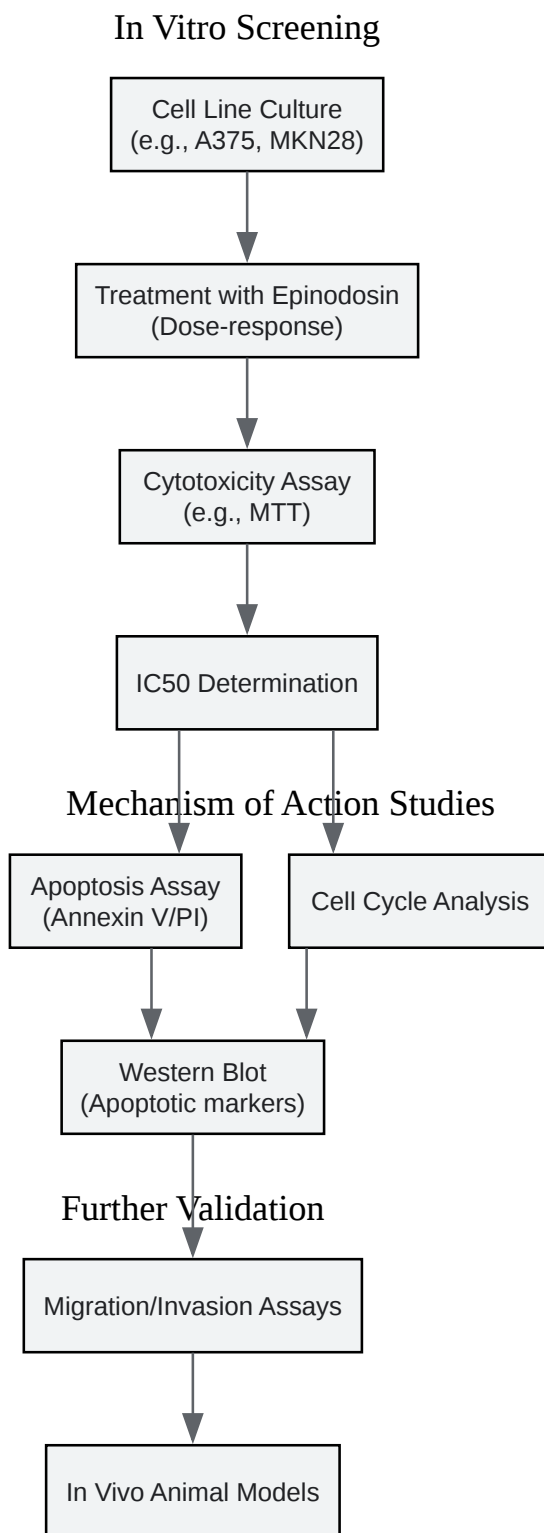 In Vitro Screening
Cell Line Culture
(e.g., A375, MKN28)
Treatment with Epinodosin
(Dose-response)
Cytotoxicity Assay
(e.g., MTT)
IC50 Determination
Mechanism of Action Studies
Apoptosis Assay
(Annexin V/PI)
Cell Cycle Analysis
Western Blot
(Apoptotic markers)
Further Validation
Migration/Invasion Assays
In Vivo Animal Models